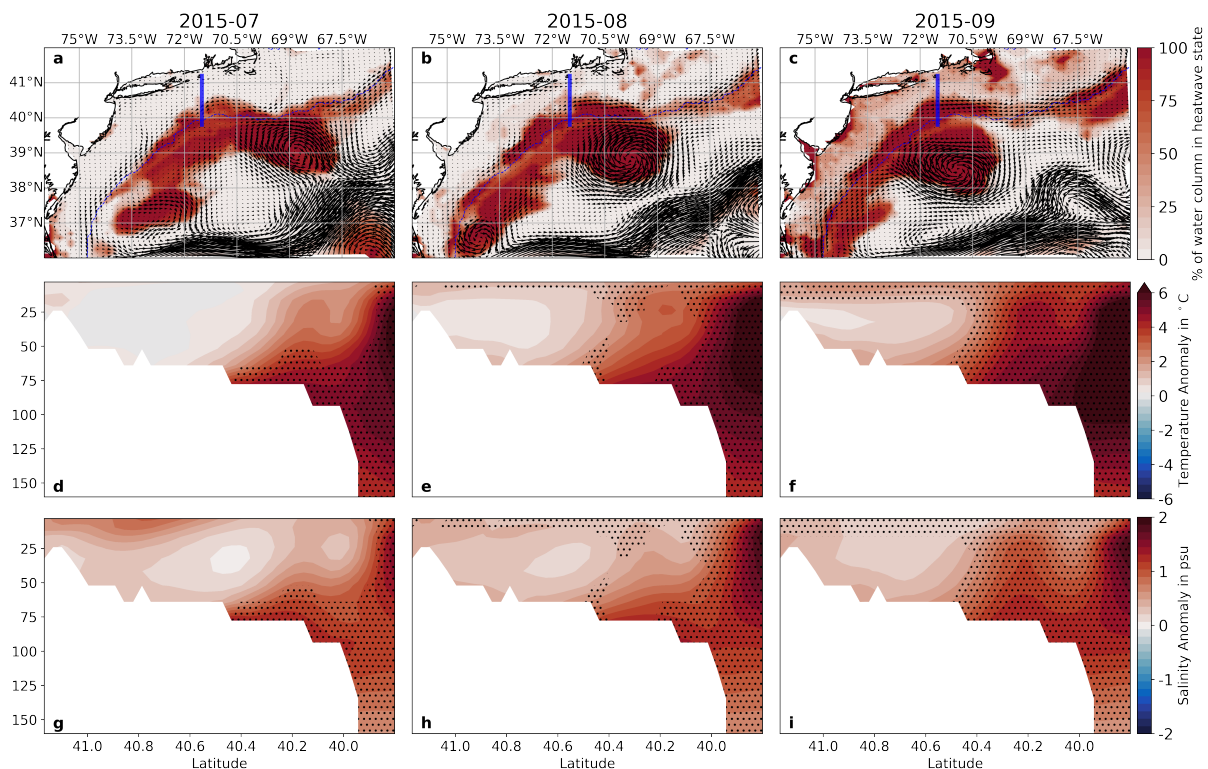 2015-07 2015-08 2015-09
75°W 73.5°W 72°W 70.5°W 69°W 67.5°W 75°W 73.5°W 72°W 70.5°W 69°W 67.5°W 75°W 73.5°W 72°W 70.5°W 69°W 67.5°W
a b c
41°N
40°N
39°N
38°N
37°N
100
75
50
25
0
% of water column in heatwave state
25
50
75
100
125
150
d e f
6
4
2
0
-2
-4
-6
Temperature Anomaly in °C
25
50
75
100
125
150
g h i
2
1
0
-1
-2
Salinity Anomaly in psu
41.0 40.8 40.6 40.4 40.2 40.0 41.0 40.8 40.6 40.4 40.2 40.0 41.0 40.8 40.6 40.4 40.2 40.0
Latitude Latitude Latitude